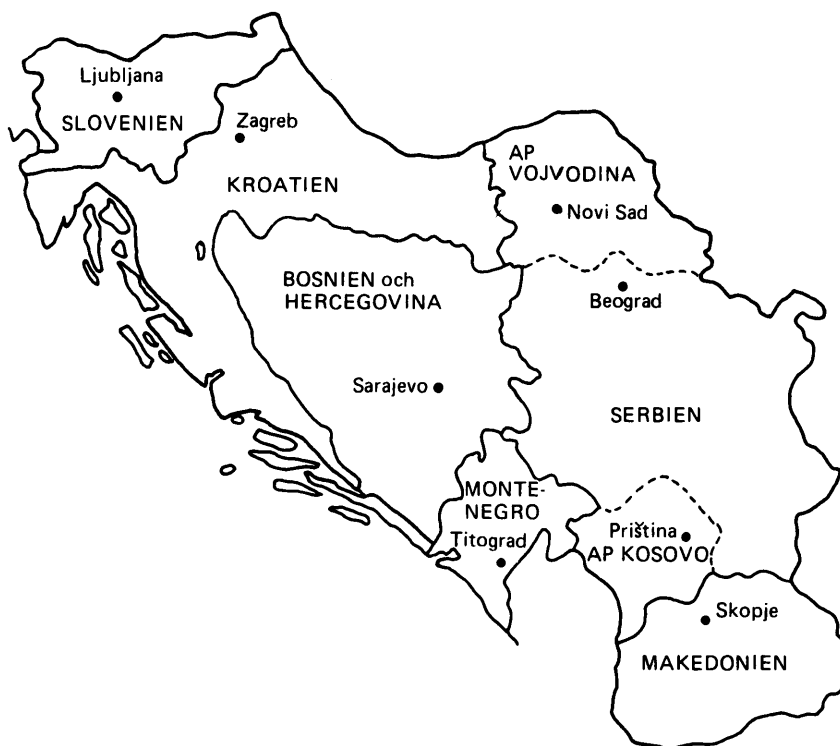 Ljubljana
SLOVENIEN
Zagreb
KROATIEN
AP
VOJVODINA
Novi Sad
BOSNIEN och
HERCEGOVINA
Beograd
Sarajevo
SERBIEN
MONTE-
NEGRO
Titograd
Priština
AP KOSOVO
Skopje
MAKEDONIEN